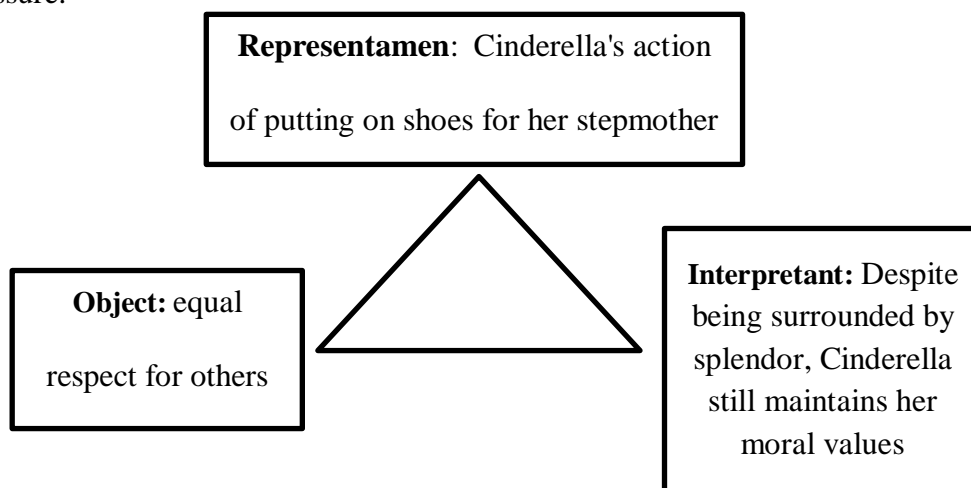 Representamen: Cinderella's action
of putting on shoes for her stepmother
Object: equal
respect for others
Interpretant: Despite
being surrounded by
splendor, Cinderella
still maintains her
moral values